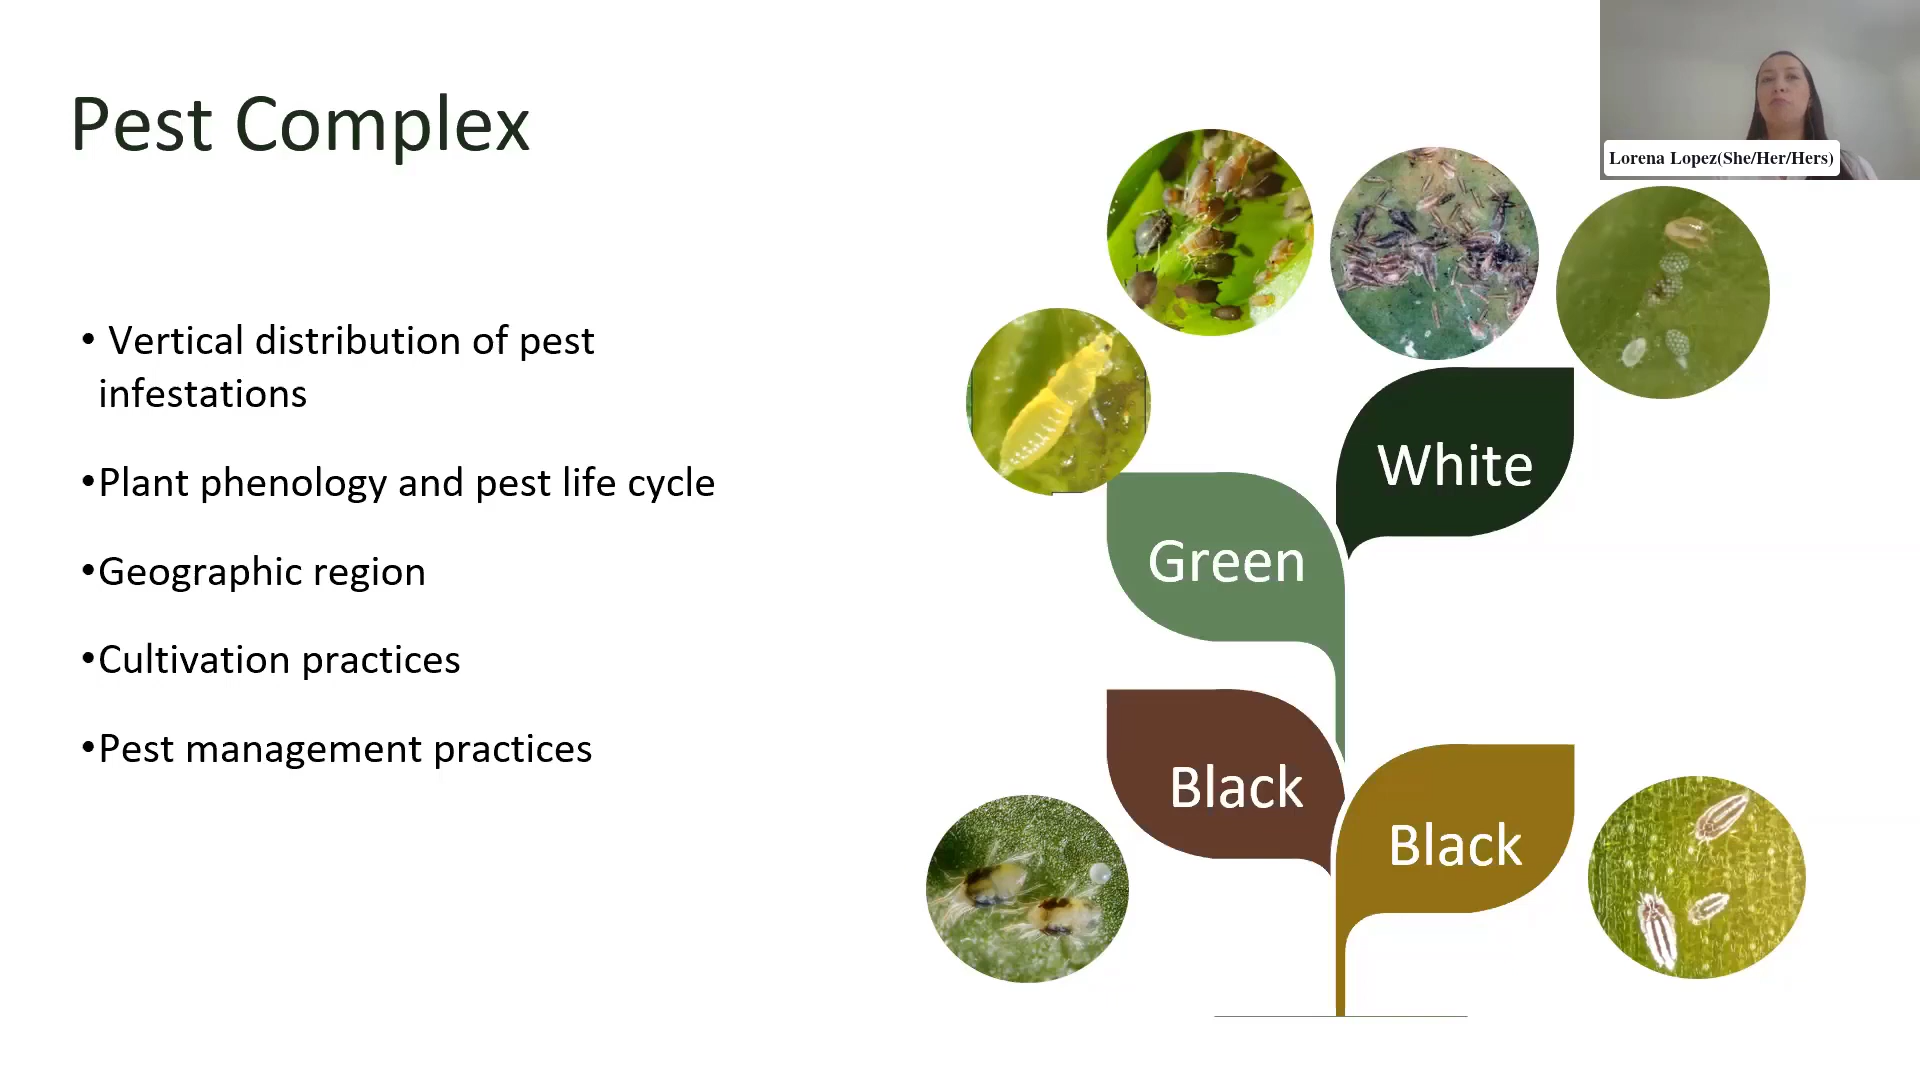 Pest Complex
Lorena Lopez(She/Her/Hers)
• Vertical distribution of pest
infestations
•Plant phenology and pest life cycle
•Geographic region
•Cultivation practices
•Pest management practices
White
Green
Black
Black